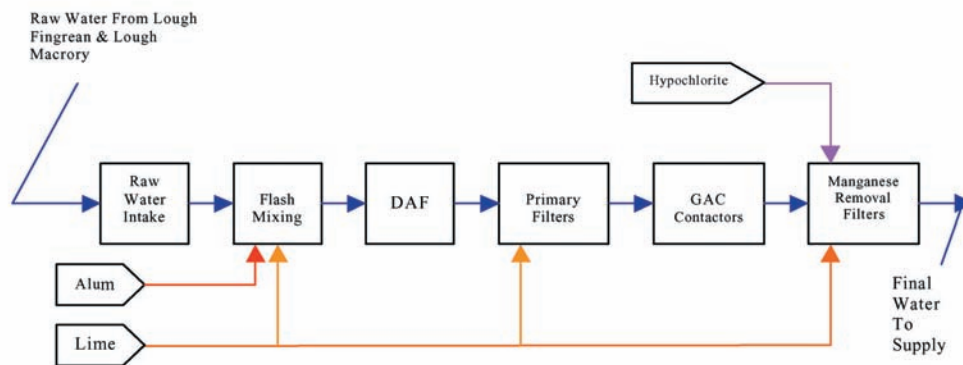 Raw Water From Lough
Fingrean & Lough
Macrory
Hypochlorite
Raw
Water
Intake
Flash
Mixing
DAF
Primary
Filters
GAC
Contactors
Manganese
Removal
Filters
Alum
Lime
Final
Water
To
Supply